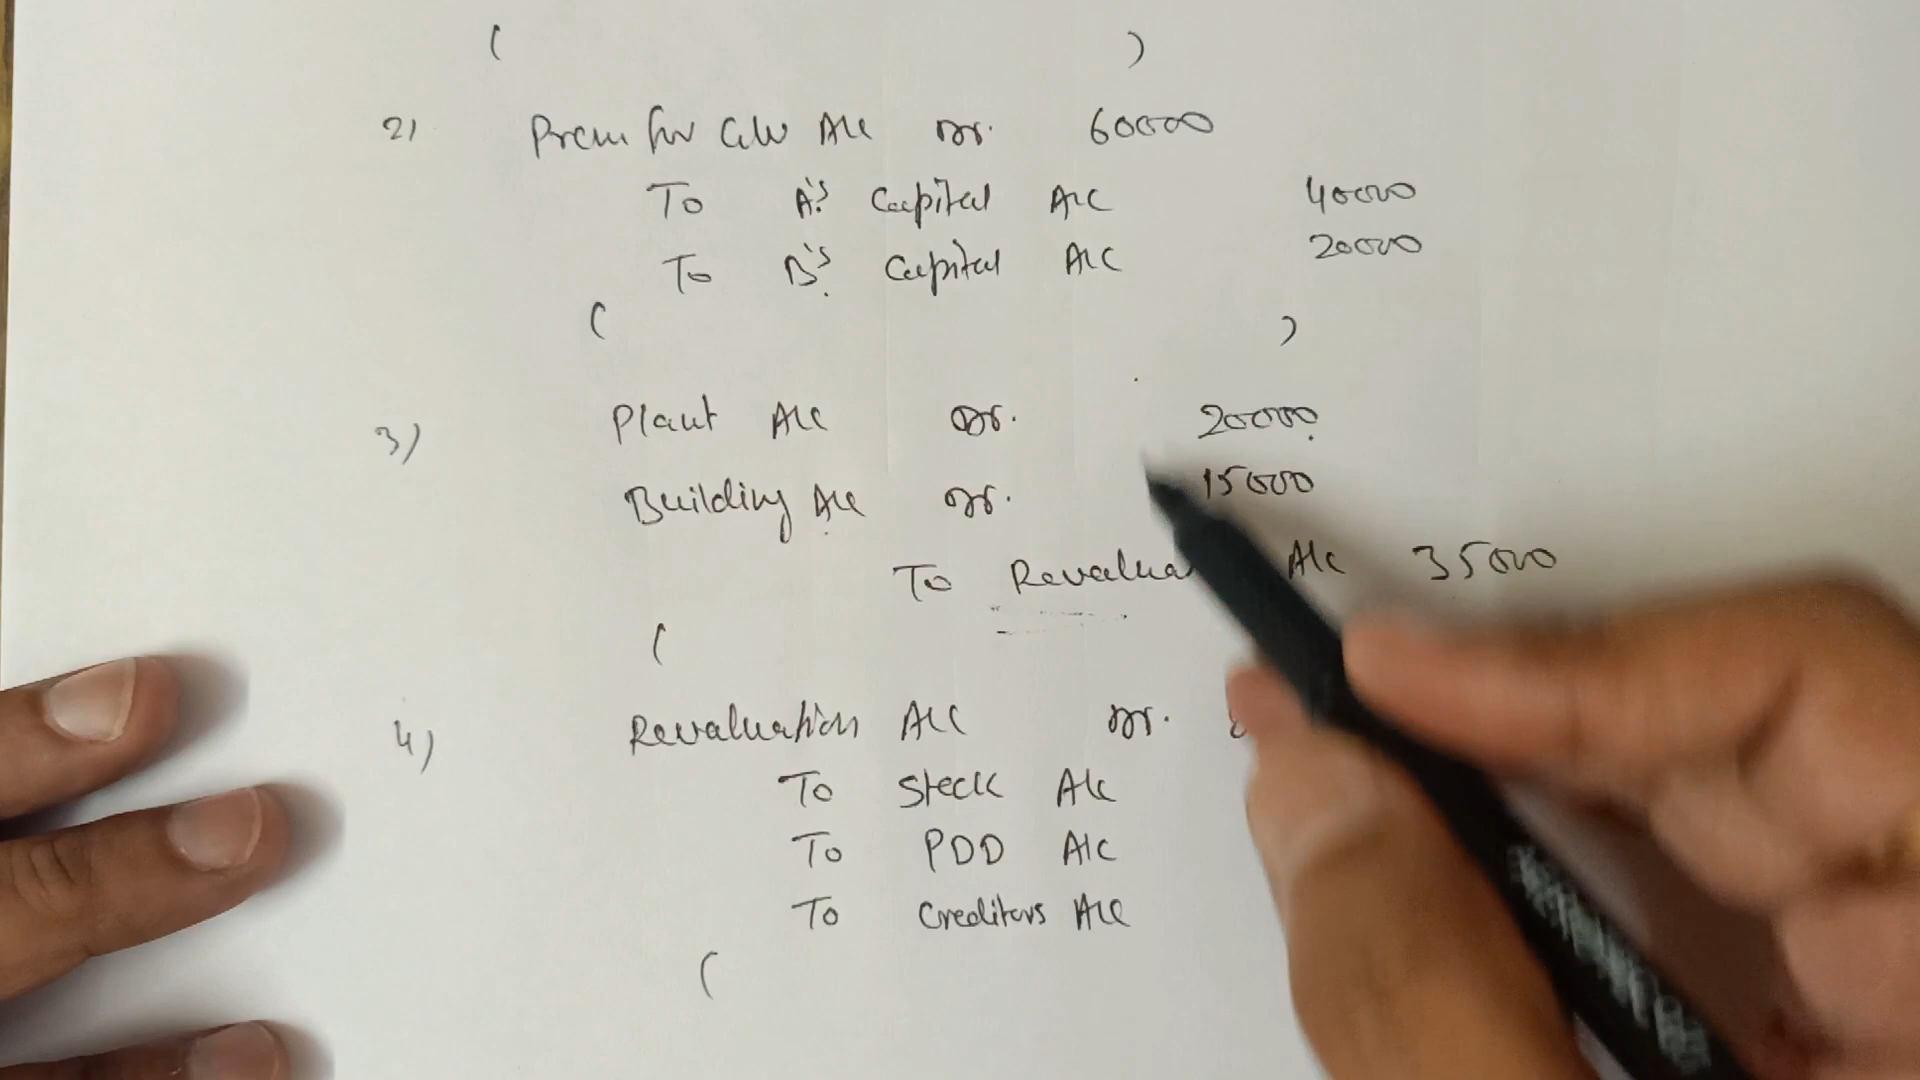 ( )
2) Prem for G/W A/c Dr. 60000
To A's Capital A/c 40000
To B's Capital A/c 20000
( )
3) Plant A/c Dr. 20000
Building A/c Dr. 15000
To Revalua A/c 35000
(
4) Revaluation A/c Dr.
To Stock A/c
To PDD A/c
To Creditors A/c
(